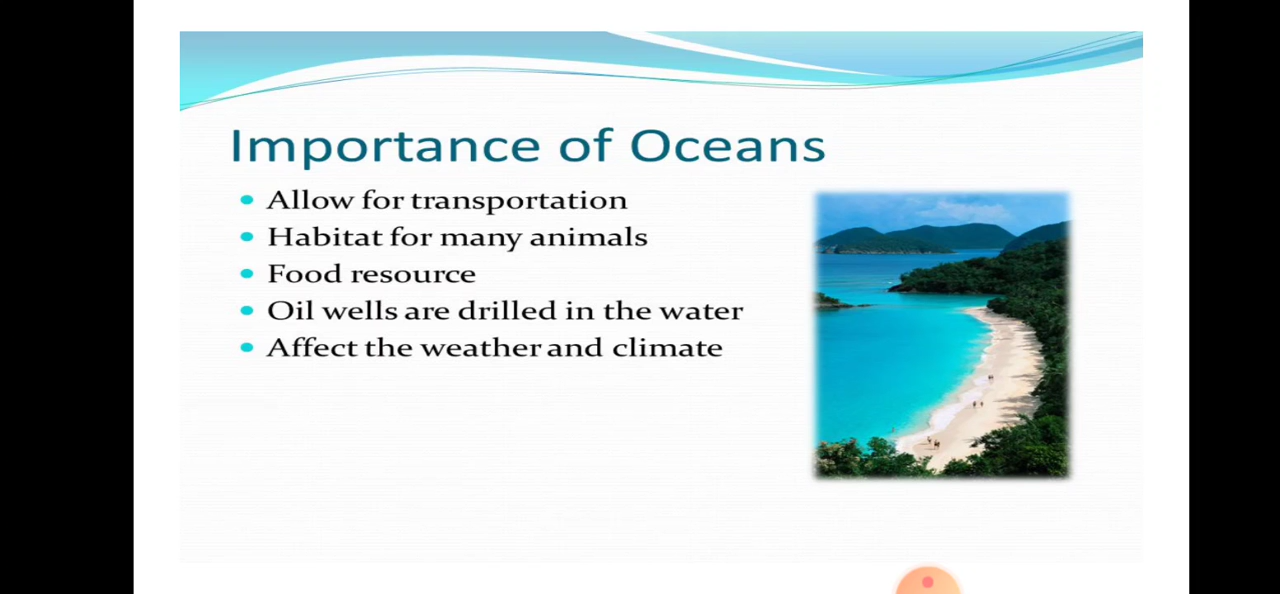 Importance of Oceans
Allow for transportation
Habitat for many animals
Food resource
Oil wells are drilled in the water
Affect the weather and climate